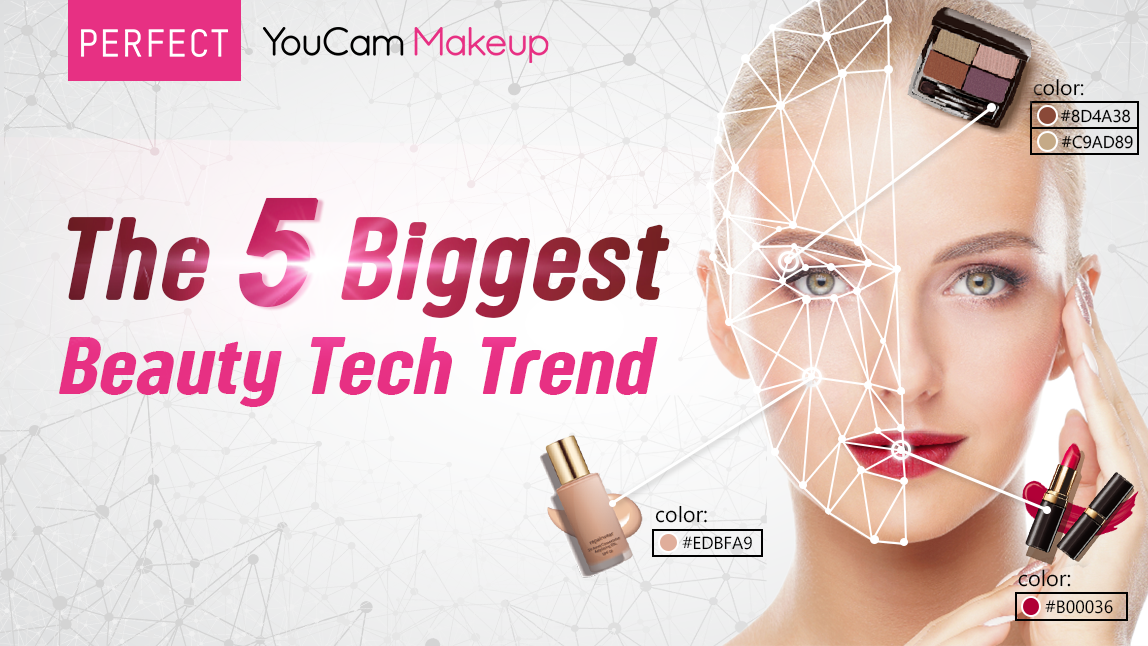 PERFECT YouCam Makeup
color:
#8D4A38
#C9AD89
The 5 Biggest
Beauty Tech Trend
color:
#EDBFA9
color:
#B00036